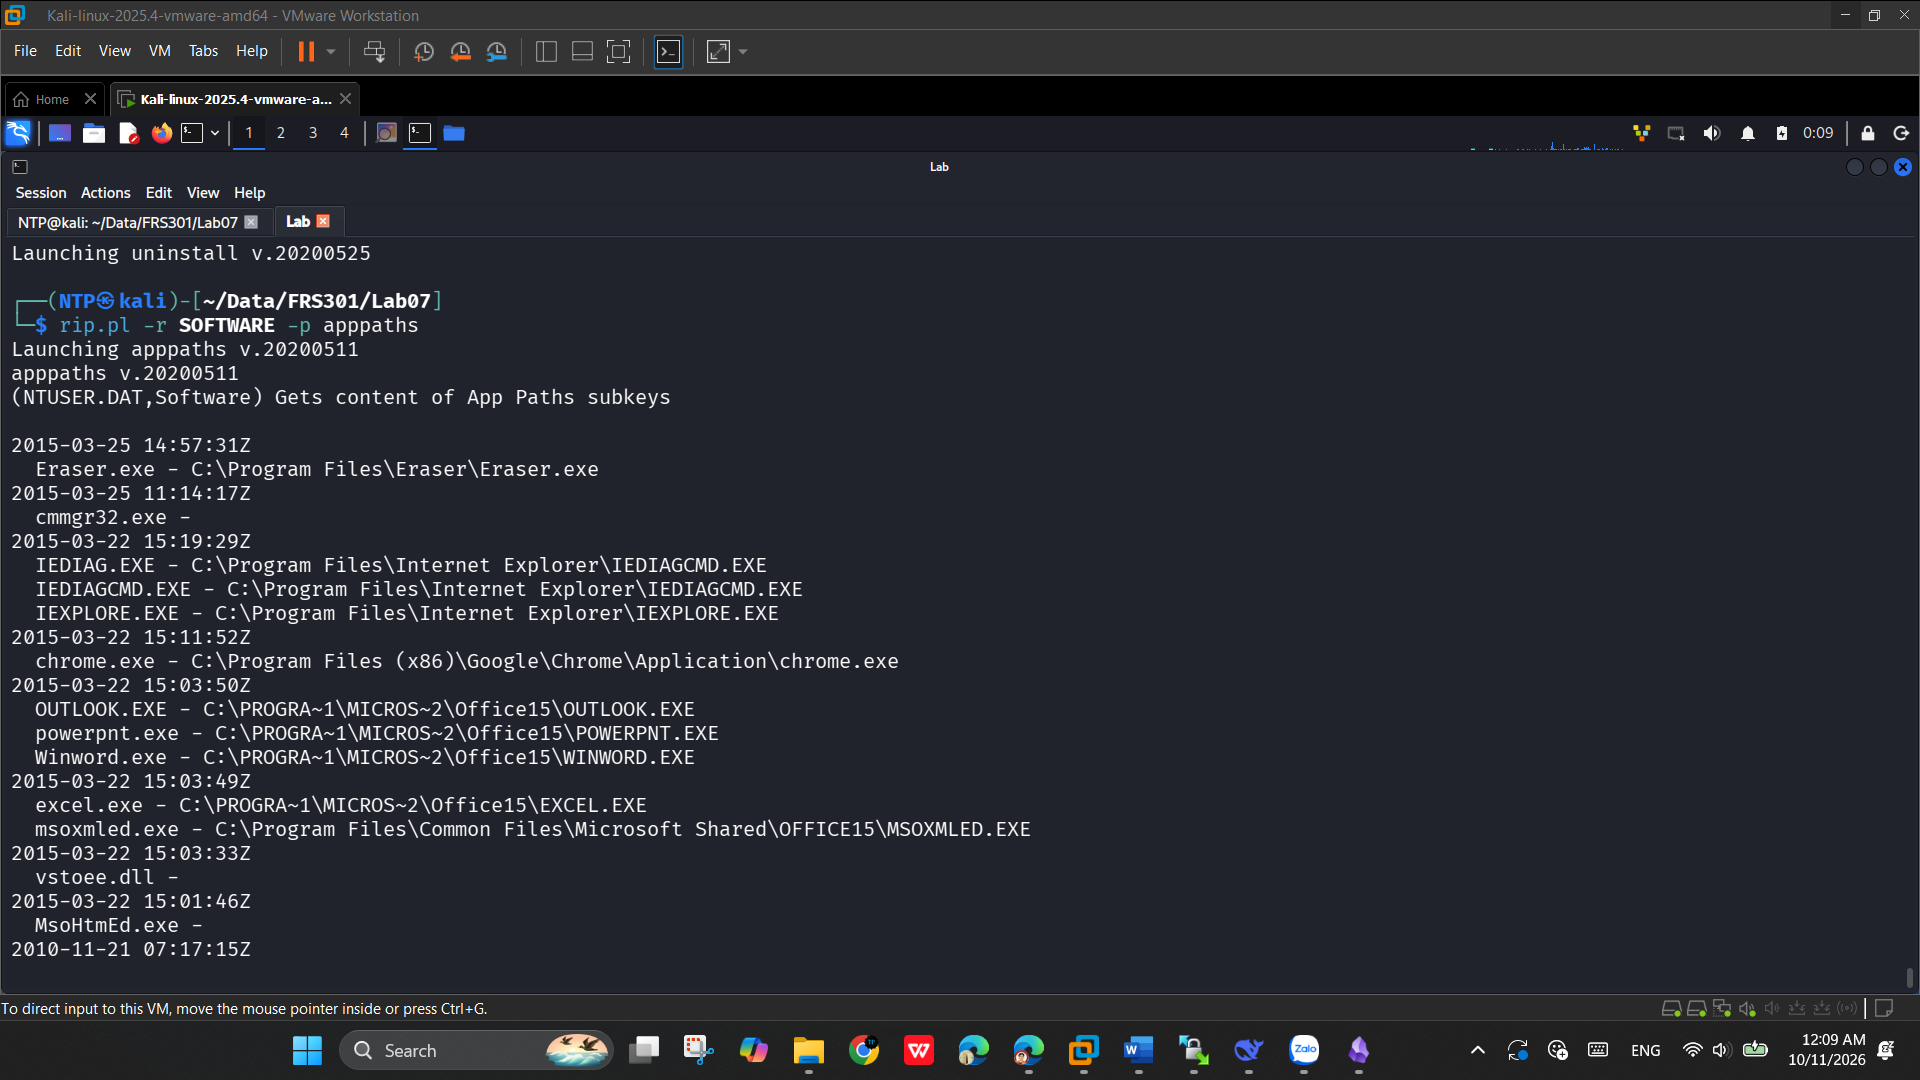 Kali-linux-2025.4-vmware-amd64 - VMware Workstation
File Edit View VM Tabs Help
Home
Kali-linux-2025.4-vmware-a...
1 2 3 4
0:09
Lab
Session Actions Edit View Help
NTP@kali: ~/Data/FRS301/Lab07
Lab
Launching uninstall v.20200525
┌──(NTP㉿kali)-[~/Data/FRS301/Lab07]
└─$ rip.pl -r SOFTWARE -p apppaths
Launching apppaths v.20200511
apppaths v.20200511
(NTUSER.DAT,Software) Gets content of App Paths subkeys
2015-03-25 14:57:31Z
Eraser.exe - C:\Program Files\Eraser\Eraser.exe
2015-03-25 11:14:17Z
cmmgr32.exe -
2015-03-22 15:19:29Z
IEDIAG.EXE - C:\Program Files\Internet Explorer\IEDIAGCMD.EXE
IEDIAGCMD.EXE - C:\Program Files\Internet Explorer\IEDIAGCMD.EXE
IEXPLORE.EXE - C:\Program Files\Internet Explorer\IEXPLORE.EXE
2015-03-22 15:11:52Z
chrome.exe - C:\Program Files (x86)\Google\Chrome\Application\chrome.exe
2015-03-22 15:03:50Z
OUTLOOK.EXE - C:\PROGRA~1\MICROS~2\Office15\OUTLOOK.EXE
powerpnt.exe - C:\PROGRA~1\MICROS~2\Office15\POWERPNT.EXE
Winword.exe - C:\PROGRA~1\MICROS~2\Office15\WINWORD.EXE
2015-03-22 15:03:49Z
excel.exe - C:\PROGRA~1\MICROS~2\Office15\EXCEL.EXE
msoxmled.exe - C:\Program Files\Common Files\Microsoft Shared\OFFICE15\MSOXMLED.EXE
2015-03-22 15:03:33Z
vstoee.dll -
2015-03-22 15:01:46Z
MsoHtmEd.exe -
2010-11-21 07:17:15Z
To direct input to this VM, move the mouse pointer inside or press Ctrl+G.
Search
Zalo
ENG
12:09 AM
10/11/2026